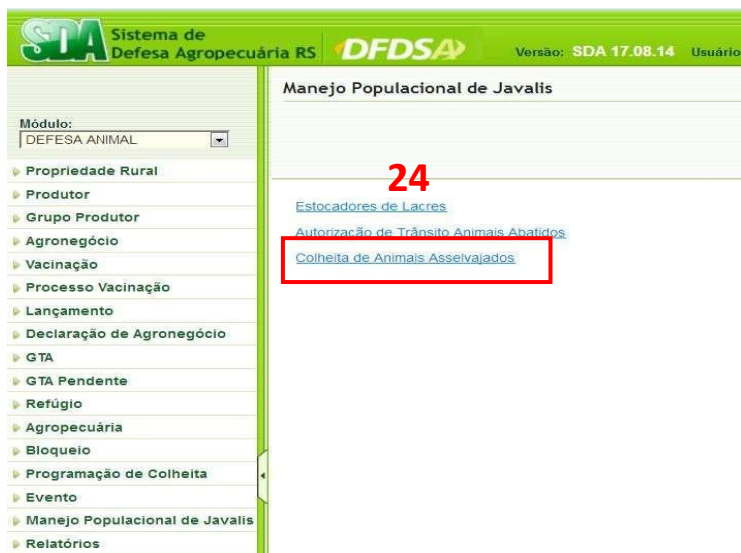 SDA Sistema de
Defesa Agropecuária RS
DFDSA
Versão: SDA 17.08.14 Usuário
Manejo Populacional de Javalis
Módulo:
DEFESA ANIMAL
Propriedade Rural
Produtor
Grupo Produtor
Agronegócio
Vacinação
Processo Vacinação
Lançamento
Declaração de Agronegócio
GTA
GTA Pendente
Refúgio
Agropecuária
Bloqueio
Programação de Colheita
Evento
Manejo Populacional de Javalis
Relatórios
24
Estocadores de Lacres
Autorização de Trânsito Animais Abatidos
Colheita de Animais Asselvajados